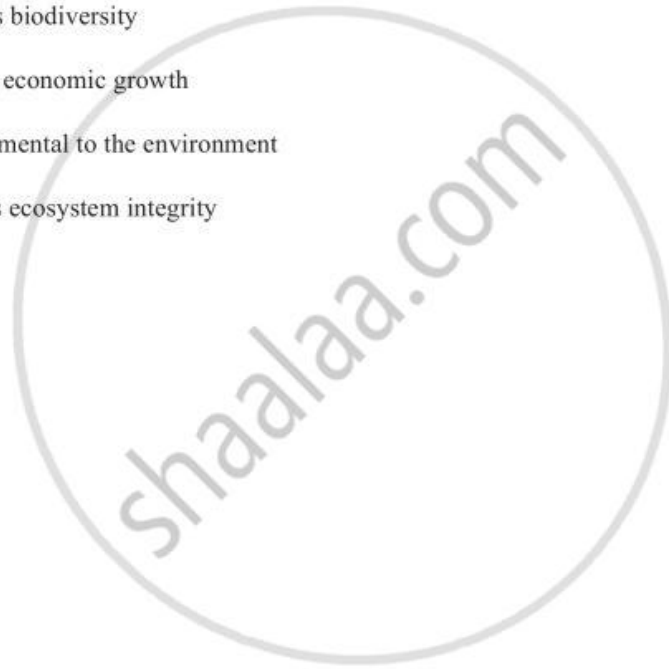 s biodiversity
economic growth
mental to the environment
s ecosystem integrity
shaalaa.com